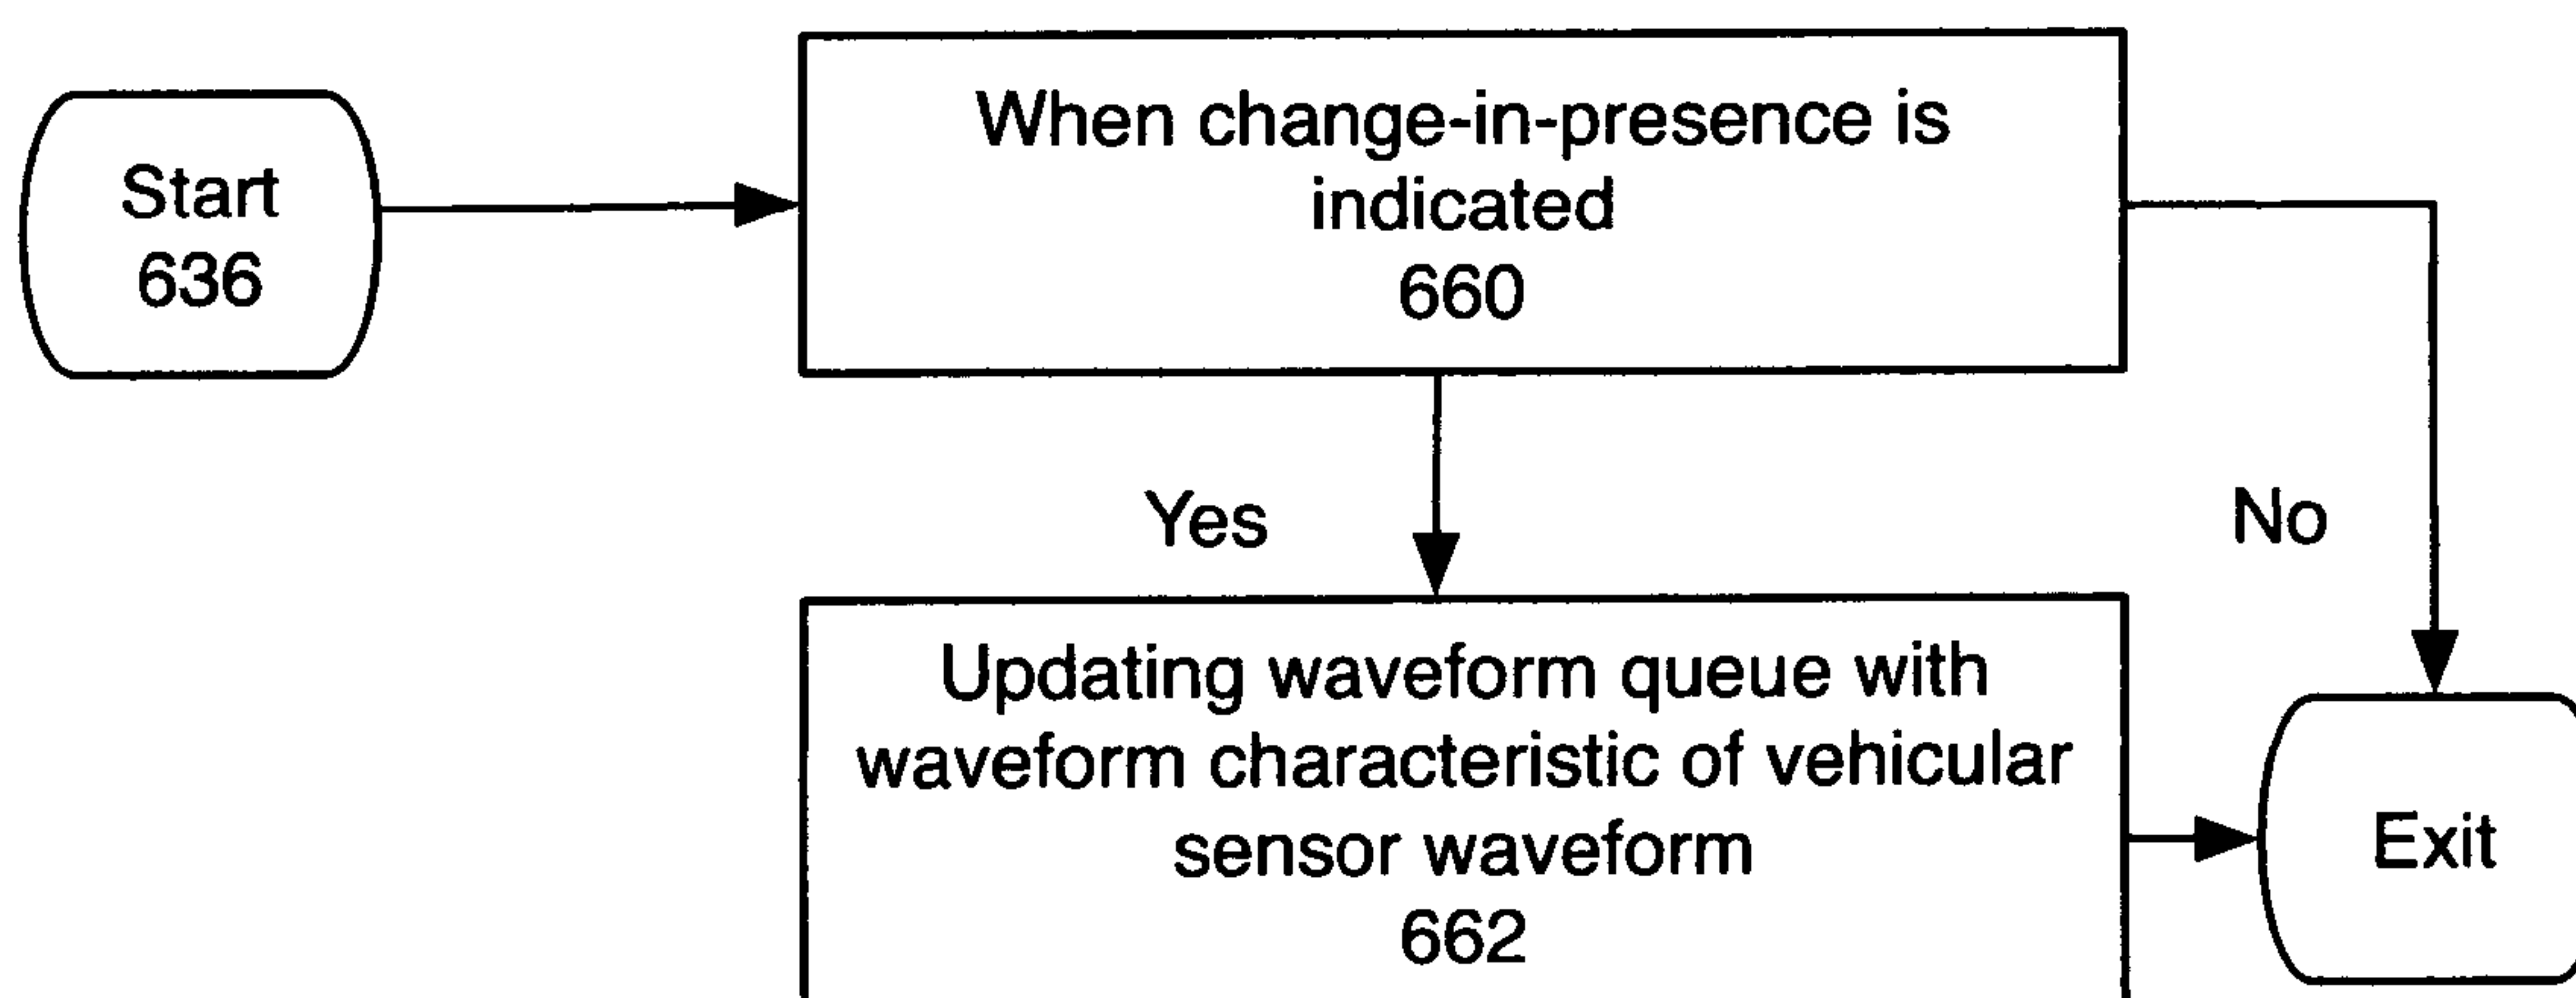 Start
636
When change-in-presence is
indicated
660
Yes
No
Updating waveform queue with
waveform characteristic of vehicular
sensor waveform
662
Exit